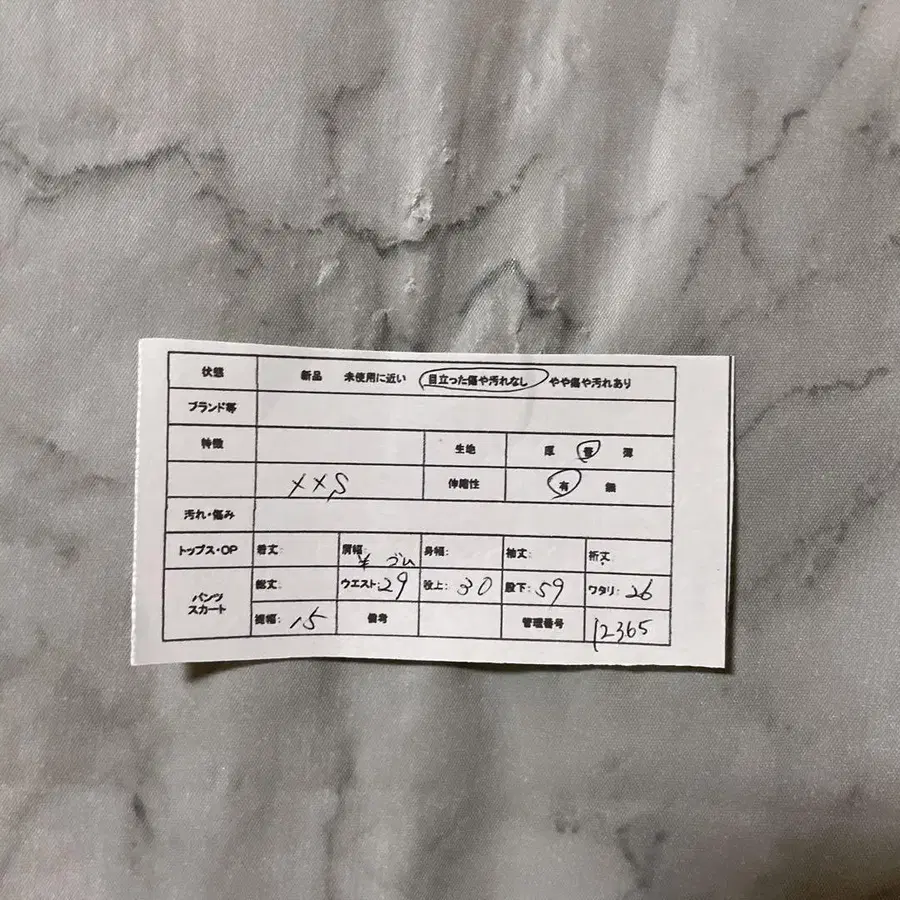 状態 新品 未使用に近い 目立った傷や汚れなし やや傷や汚れあり
ブランド等
特徴 生地 厚 普 薄
XXS 伸縮性 有 無
汚れ・傷み
トップス・OP 着丈: 肩幅: 身幅: 袖丈: 裄丈:
ゴム
パンツ スカート 総丈: ウエスト:29 股上:30 股下:59 ワタリ:26
裾幅:15 備考 管理番号 12365